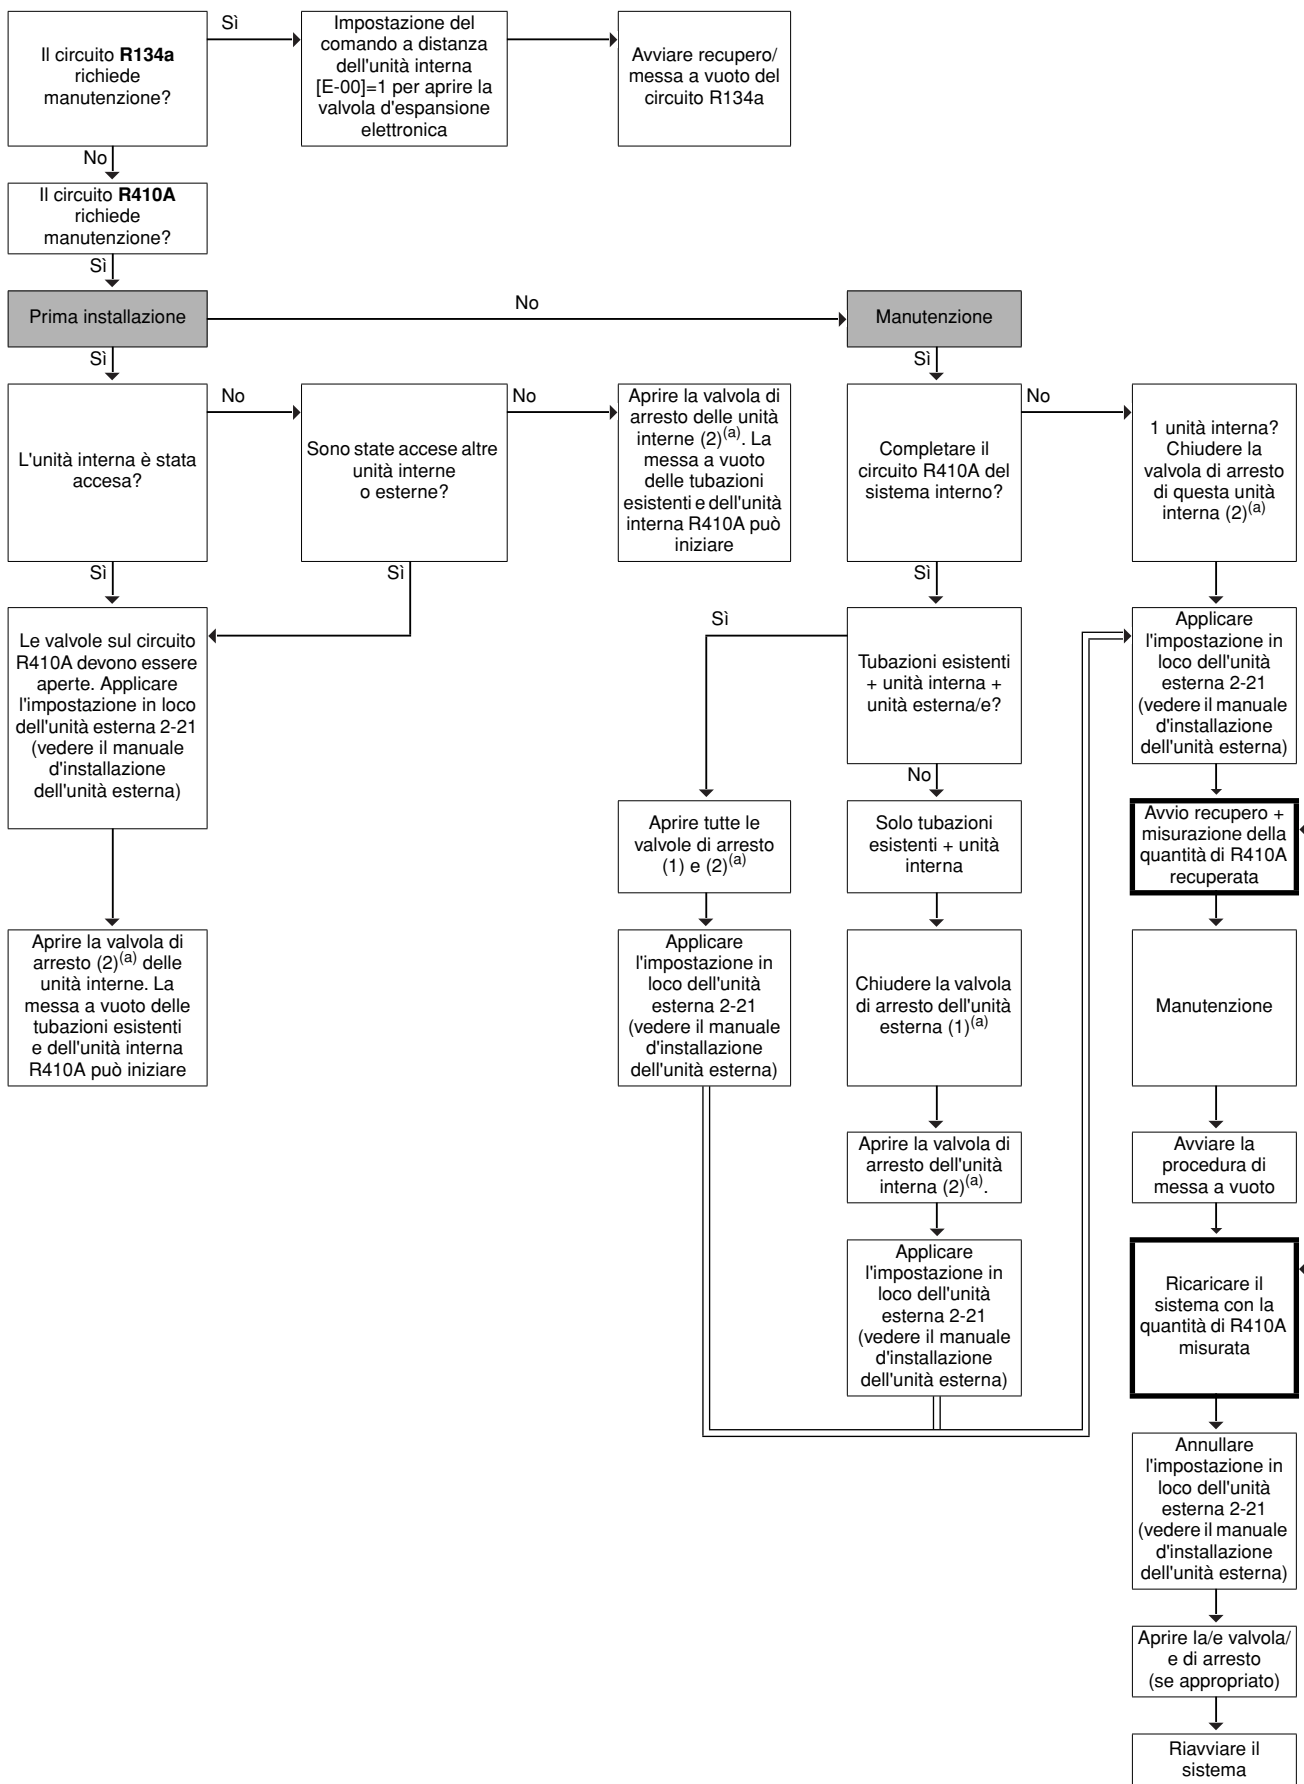 Il circuito R134a
richiede
manutenzione?
Sì
Impostazione del
comando a distanza
dell'unità interna
[E-00]=1 per aprire la
valvola d'espansione
elettronica
Avviare recupero/
messa a vuoto del
circuito R134a
No
Il circuito R410A
richiede
manutenzione?
Sì
Prima installazione
No
Manutenzione
Sì
Sì
L'unità interna è stata
accesa?
No
Sono state accese altre
unità interne
o esterne?
No
Aprire la valvola di
arresto delle unità
interne (2)(a). La
messa a vuoto
delle tubazioni
esistenti e dell'unità
interna R410A può
iniziare
Completare il
circuito R410A del
sistema interno?
No
1 unità interna?
Chiudere la
valvola di arresto
di questa unità
interna (2)(a)
Sì
Sì
Sì
Le valvole sul circuito
R410A devono essere
aperte. Applicare
l'impostazione in loco
dell'unità esterna 2-21
(vedere il manuale
d'installazione
dell'unità esterna)
Sì
Tubazioni esistenti
+ unità interna +
unità esterna/e?
Applicare
l'impostazione in
loco dell'unità
esterna 2-21
(vedere il manuale
d'installazione
dell'unità esterna)
No
Aprire tutte le
valvole di arresto
(1) e (2)(a)
Solo tubazioni
esistenti + unità
interna
Avvio recupero +
misurazione della
quantità di R410A
recuperata
Aprire la valvola di
arresto (2)(a) delle
unità interne. La
messa a vuoto delle
tubazioni esistenti
e dell'unità interna
R410A può iniziare
Applicare
l'impostazione in
loco dell'unità
esterna 2-21
(vedere il manuale
d'installazione
dell'unità esterna)
Chiudere la valvola
di arresto dell'unità
esterna (1)(a)
Manutenzione
Aprire la valvola di
arresto dell'unità
interna (2)(a).
Avviare la
procedura di
messa a vuoto
Applicare
l'impostazione in
loco dell'unità
esterna 2-21
(vedere il manuale
d'installazione
dell'unità esterna)
Ricaricare il
sistema con la
quantità di R410A
misurata
Annullare
l'impostazione in
loco dell'unità
esterna 2-21
(vedere il manuale
d'installazione
dell'unità esterna)
Aprire la/e valvola/
e di arresto
(se appropriato)
Riavviare il
sistema